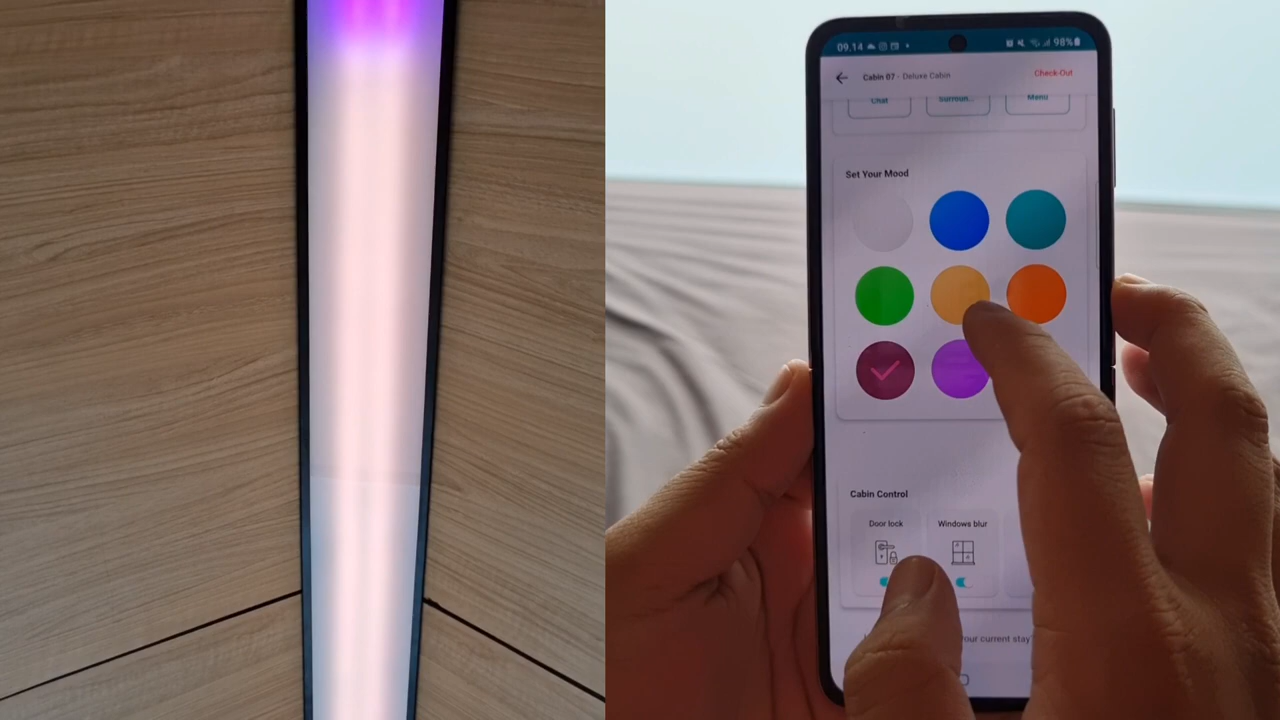 09.14 98%
Cabin 07 - Deluxe Cabin Check-Out
Chat Surroun... Menu
Set Your Mood
Cabin Control
Door lock Windows blur
your current stay